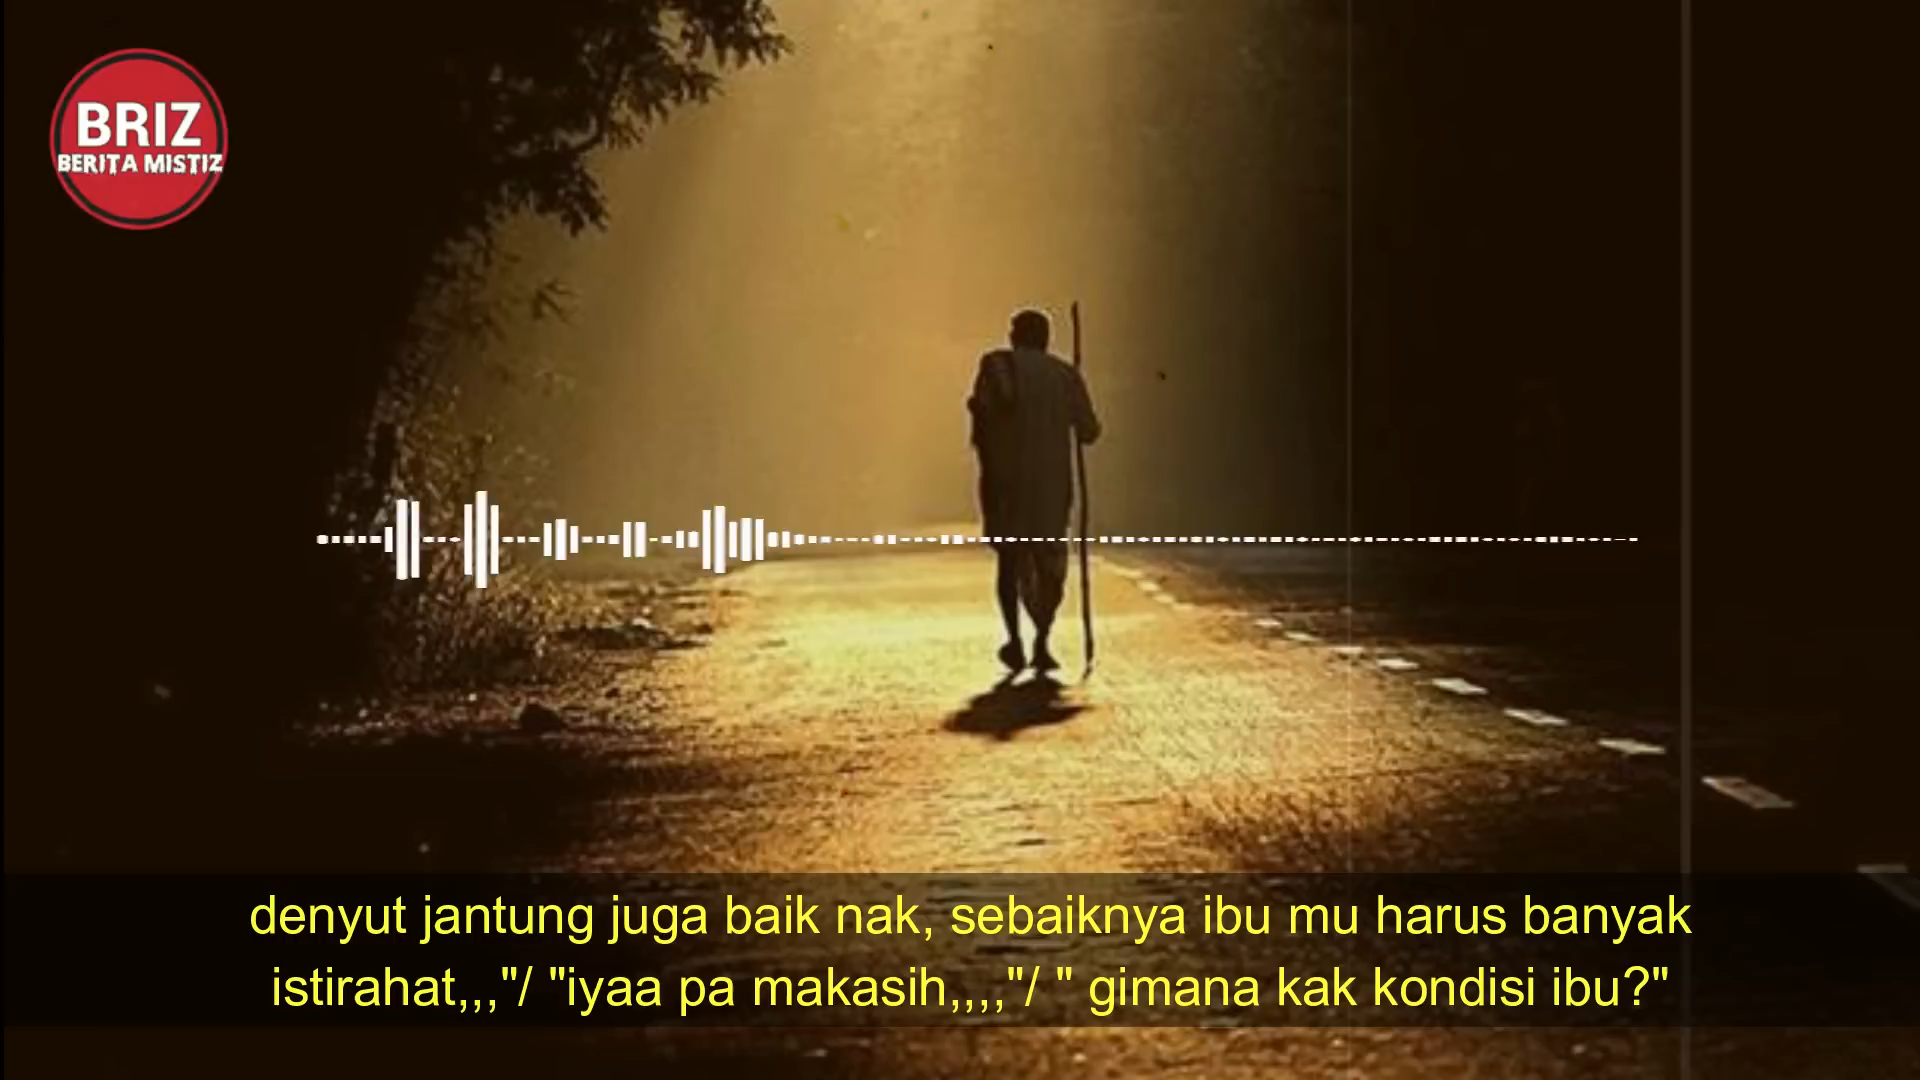 BRIZ
BERITA MISTIZ
denyut jantung juga baik nak, sebaiknya ibu mu harus banyak
istirahat,,,"/ "iyaa pa makasih,,,,"/ " gimana kak kondisi ibu?"